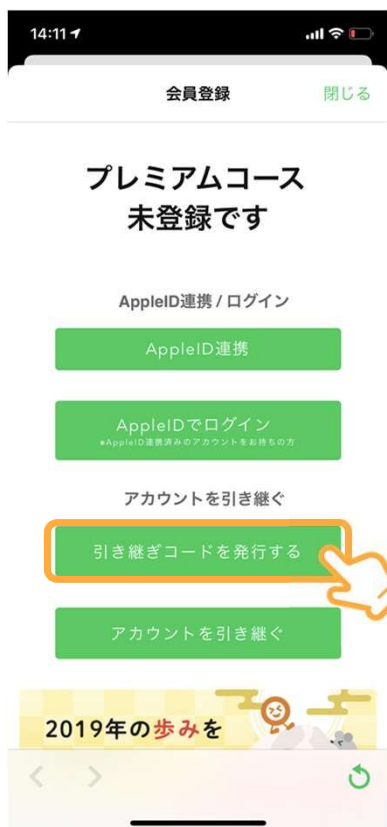 14:11
会員登録
閉じる
プレミアムコース
未登録です
AppleID連携 / ログイン
AppleID連携
AppleIDでログイン
※AppleID連携済みのアカウントをお持ちの方
アカウントを引き継ぐ
引き継ぎコードを発行する
アカウントを引き継ぐ
2019年の歩みを